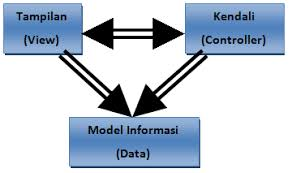 Tampilan
(View)
Kendali
(Controller)
Model Informasi
(Data)